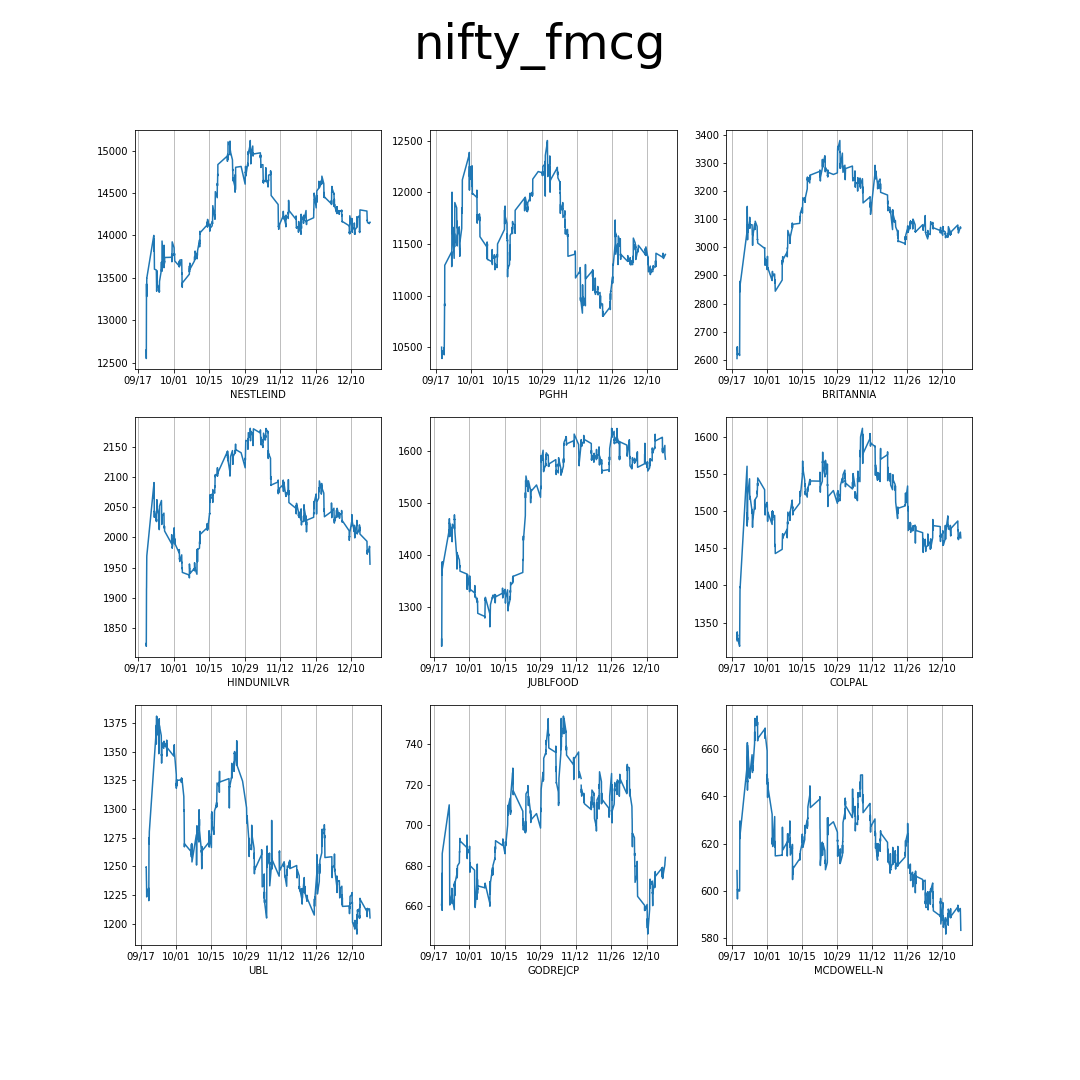 nifty_fmcg
15000
14500
14000
13500
13000
12500
09/17 10/01 10/15 10/29 11/12 11/26 12/10
NESTLEIND
12500
12000
11500
11000
10500
09/17 10/01 10/15 10/29 11/12 11/26 12/10
PGHH
3400
3300
3200
3100
3000
2900
2800
2700
2600
09/17 10/01 10/15 10/29 11/12 11/26 12/10
BRITANNIA
2150
2100
2050
2000
1950
1900
1850
09/17 10/01 10/15 10/29 11/12 11/26 12/10
HINDUNILVR
1600
1500
1400
1300
09/17 10/01 10/15 10/29 11/12 11/26 12/10
JUBLFOOD
1600
1550
1500
1450
1400
1350
09/17 10/01 10/15 10/29 11/12 11/26 12/10
COLPAL
1375
1350
1325
1300
1275
1250
1225
1200
09/17 10/01 10/15 10/29 11/12 11/26 12/10
UBL
740
720
700
680
660
09/17 10/01 10/15 10/29 11/12 11/26 12/10
GODREJCP
660
640
620
600
580
09/17 10/01 10/15 10/29 11/12 11/26 12/10
MCDOWELL-N